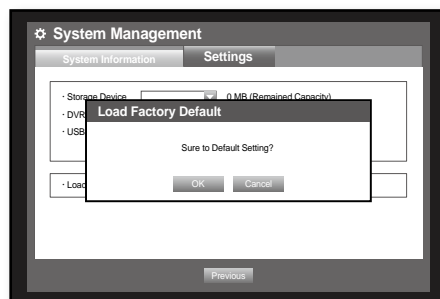 System Management
System Information Settings
· Storage Device 0 MB (Remained Capacity)
· DVR
· USB
Load Factory Default
Sure to Default Setting?
· Load
OK Cancel
Previous